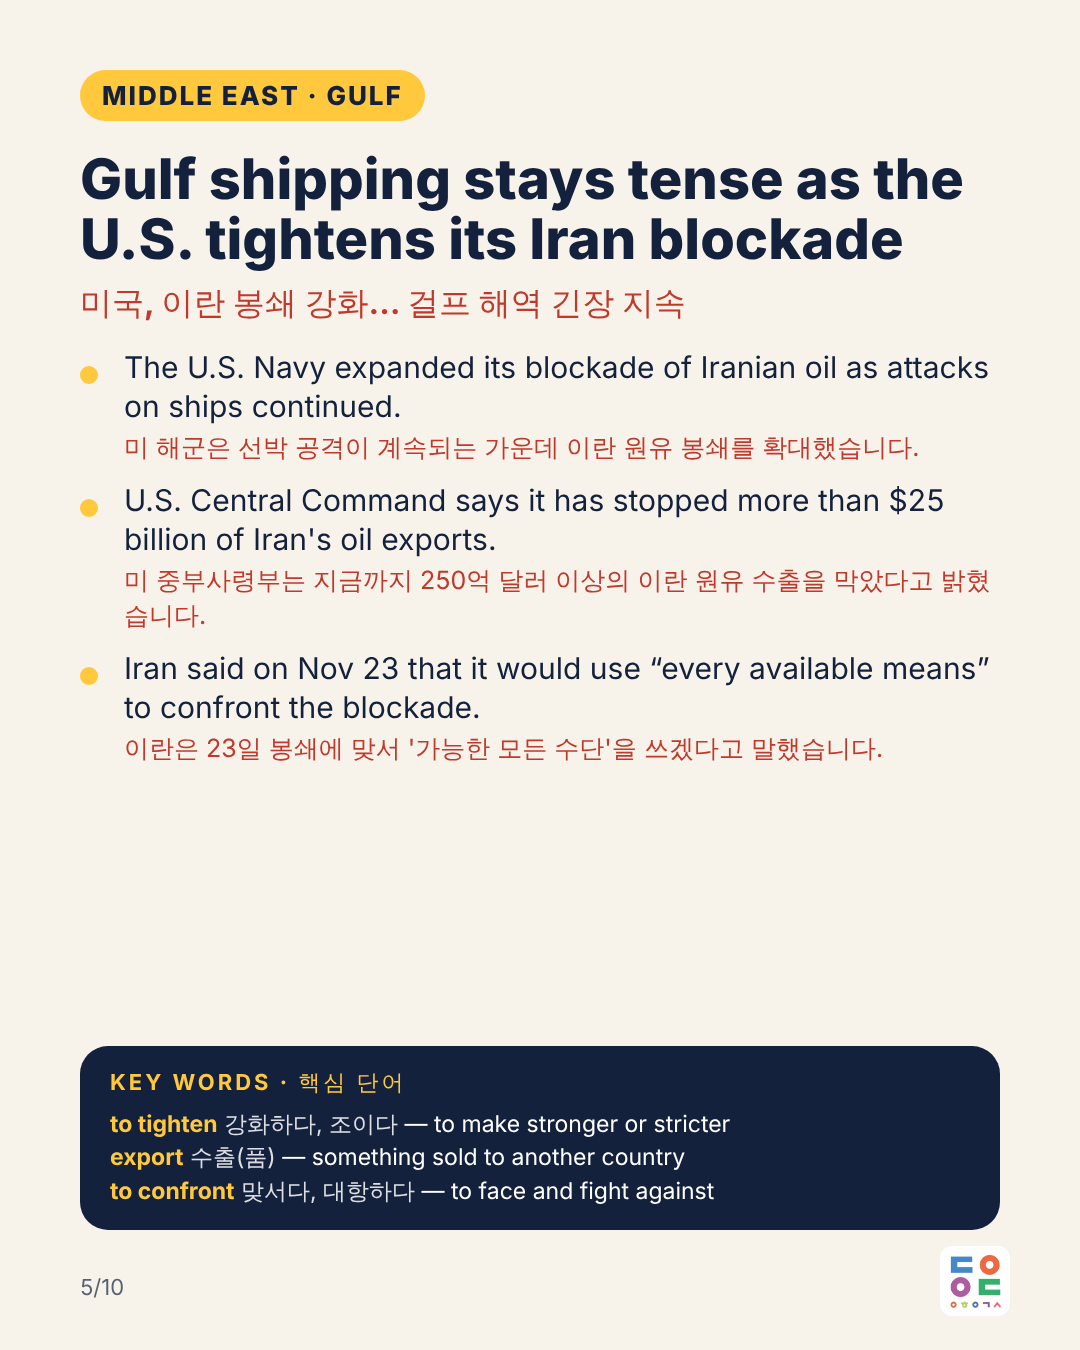 MIDDLE EAST · GULF
Gulf shipping stays tense as the
U.S. tightens its Iran blockade
미국, 이란 봉쇄 강화... 걸프 해역 긴장 지속
The U.S. Navy expanded its blockade of Iranian oil as attacks
on ships continued.
미 해군은 선박 공격이 계속되는 가운데 이란 원유 봉쇄를 확대했습니다.
U.S. Central Command says it has stopped more than $25
billion of Iran's oil exports.
미 중부사령부는 지금까지 250억 달러 이상의 이란 원유 수출을 막았다고 밝혔
습니다.
Iran said on Nov 23 that it would use “every available means”
to confront the blockade.
이란은 23일 봉쇄에 맞서 '가능한 모든 수단'을 쓰겠다고 말했습니다.
KEY WORDS · 핵심 단어
to tighten 강화하다, 조이다 — to make stronger or stricter
export 수출(품) — something sold to another country
to confront 맞서다, 대항하다 — to face and fight against
5/10